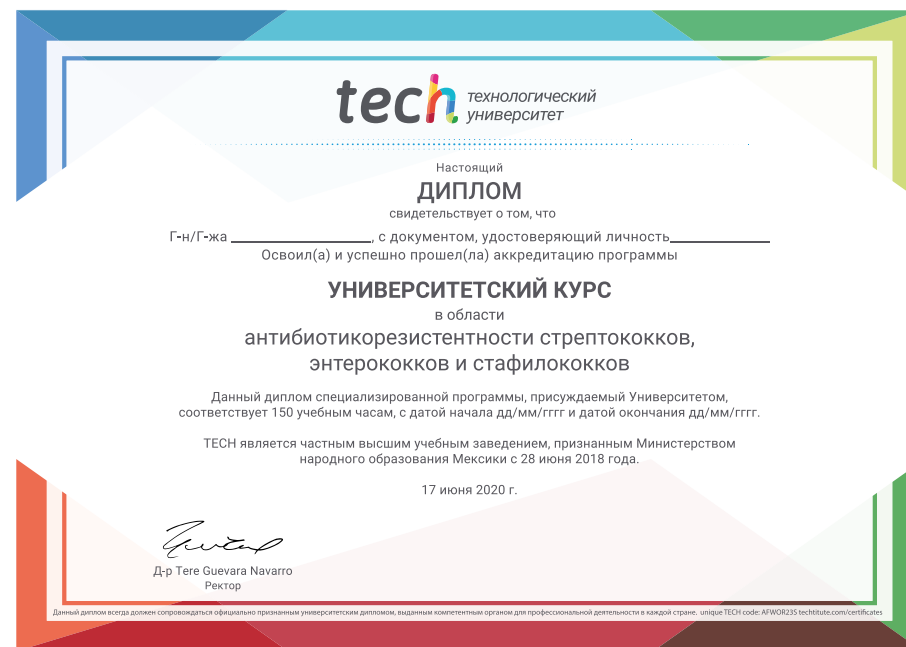 tech технологический университет
Настоящий
ДИПЛОМ
свидетельствует о том, что
Г-н/Г-жа ____________________, с документом, удостоверяющий личность______________
Освоил(а) и успешно прошел(ла) аккредитацию программы
УНИВЕРСИТЕТСКИЙ КУРС
в области
антибиотикорезистентности стрептококков,
энтерококков и стафилококков
Данный диплом специализированной программы, присуждаемый Университетом,
соответствует 150 учебным часам, с датой начала дд/мм/гггг и датой окончания дд/мм/гггг.
TECH является частным высшим учебным заведением, признанным Министерством
народного образования Мексики с 28 июня 2018 года.
17 июня 2020 г.
Д-р Tere Guevara Navarro
Ректор
Данный диплом всегда должен сопровождаться официально признанным университетским дипломом, выданным компетентным органом для профессиональной деятельности в каждой стране. unique TECH code: AFWOR23S techtitute.com/certificates